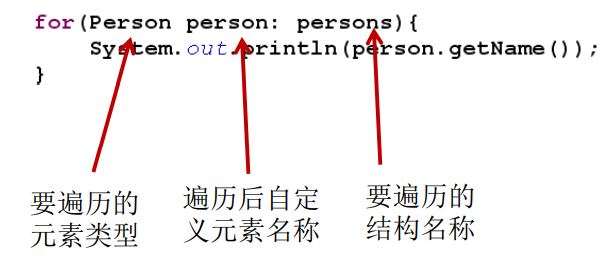 for(Person person: persons){
System.out.println(person.getName());
}
要遍历的
元素类型
遍历后自定
义元素名称
要遍历的
结构名称